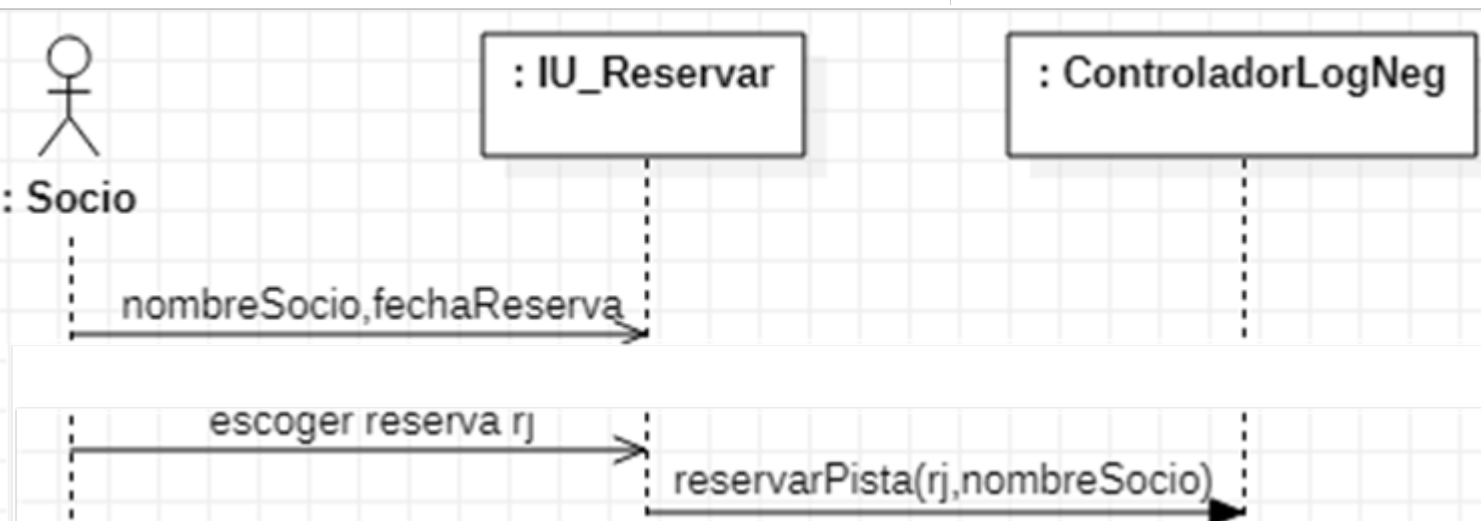 : IU_Reservar
: ControladorLogNeg
: Socio
nombreSocio,fechaReserva
escoger reserva rj
reservarPista(rj,nombreSocio)